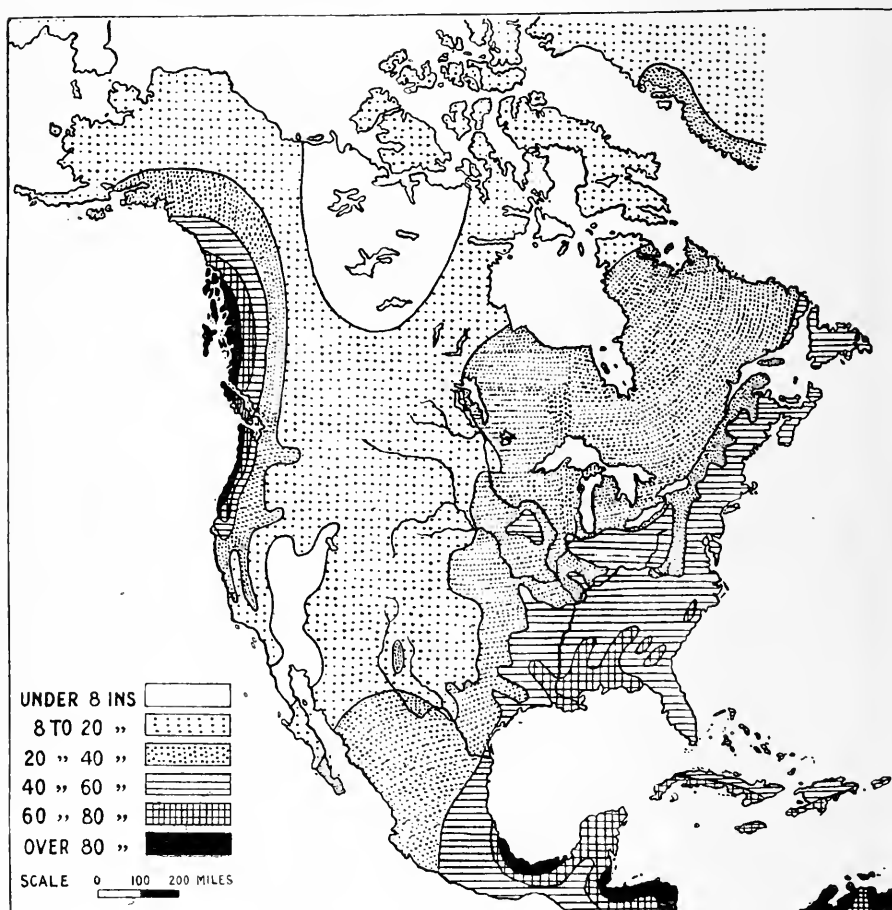 UNDER 8 INS
8 TO 20 „
20 „ 40 „
40 „ 60 „
60 „ 80 „
OVER 80 „
SCALE 0 100 200 MILES